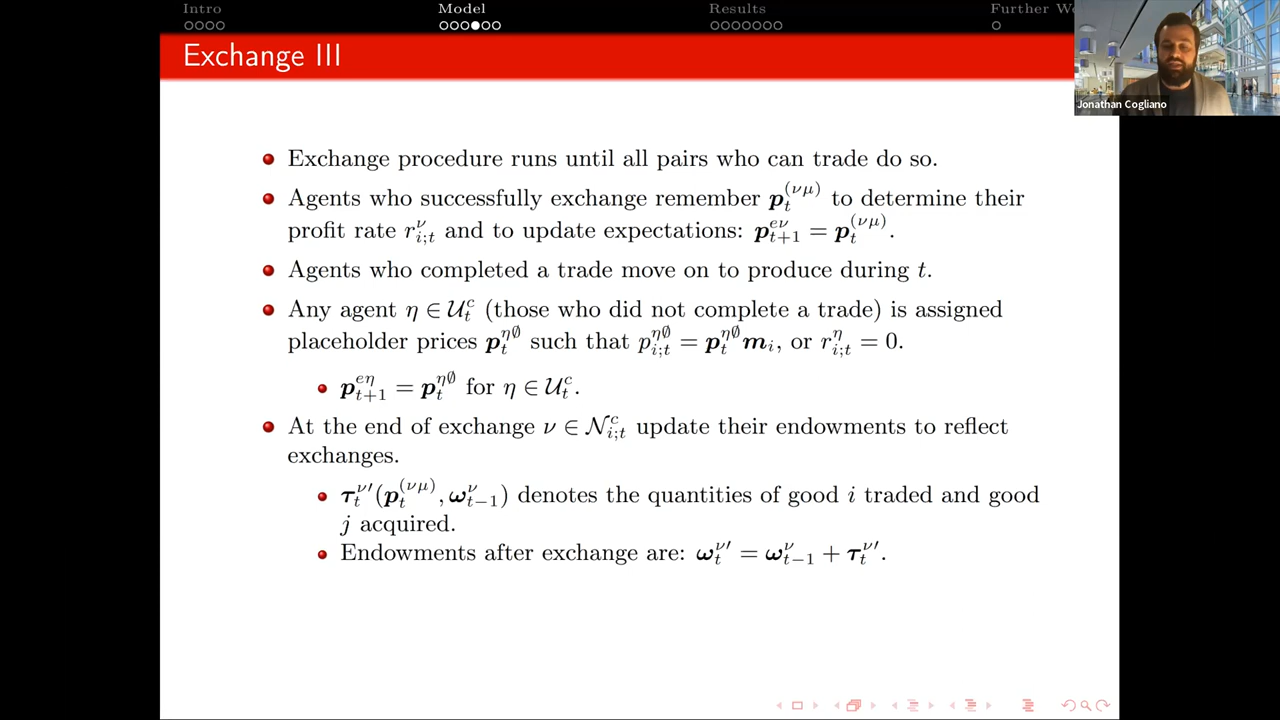 Intro Model Results Further Wo
Jonathan Cogliano
Exchange III
Exchange procedure runs until all pairs who can trade do so.
Agents who successfully exchange remember 𝒑_t^{(νμ)} to determine their
profit rate r_{i;t}^ν and to update expectations: 𝒑_{t+1}^{eν} = 𝒑_t^{(νμ)}.
Agents who completed a trade move on to produce during t.
Any agent η ∈ 𝒰_t^c (those who did not complete a trade) is assigned
placeholder prices 𝒑_t^{η∅} such that p_{i;t}^{η∅} = 𝒑_t^{η∅}𝒎_i, or r_{i;t}^η = 0.
𝒑_{t+1}^{eη} = 𝒑_t^{η∅} for η ∈ 𝒰_t^c.
At the end of exchange ν ∈ 𝒩_{i;t}^c update their endowments to reflect
exchanges.
𝝉_t^{ν′}(𝒑_t^{(νμ)}, 𝝎_{t−1}^ν) denotes the quantities of good i traded and good
j acquired.
Endowments after exchange are: 𝝎_t^{ν′} = 𝝎_{t−1}^ν + 𝝉_t^{ν′}.